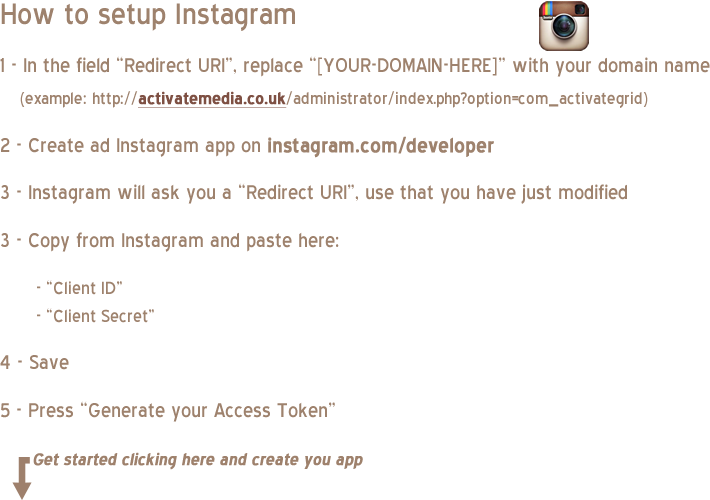 How to setup Instagram
1 - In the field “Redirect URI”, replace “[YOUR-DOMAIN-HERE]” with your domain name
(example: http://activatemedia.co.uk/administrator/index.php?option=com_activategrid)
2 - Create ad Instagram app on instagram.com/developer
3 - Instagram will ask you a “Redirect URI”, use that you have just modified
3 - Copy from Instagram and paste here:
- “Client ID”
- “Client Secret”
4 - Save
5 - Press “Generate your Access Token”
Get started clicking here and create you app